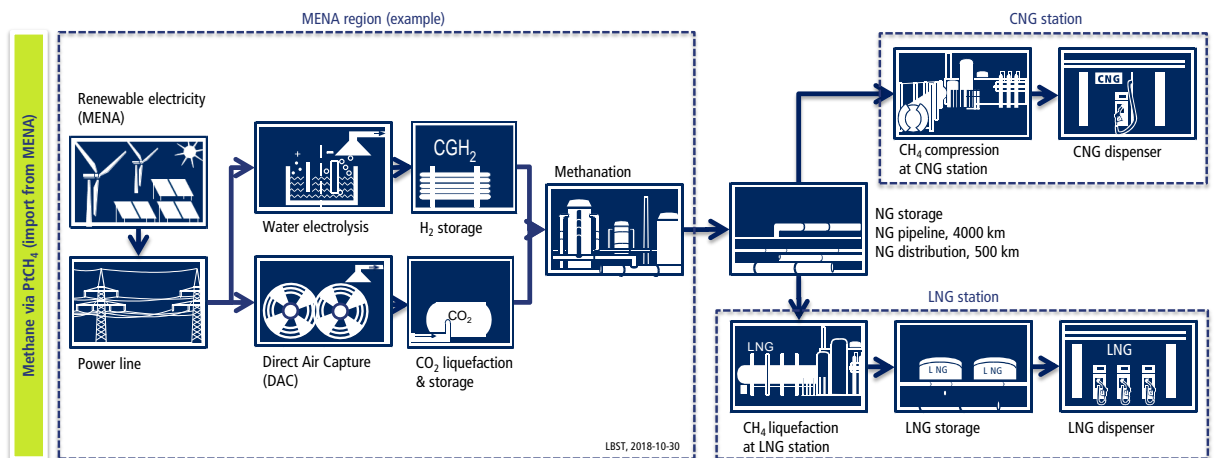 MENA region (example)
CNG station
Methane via PtCH₄ (import from MENA)
Renewable electricity
(MENA)
Power line
+
-
Water electrolysis
CGH₂
H₂ storage
Direct Air Capture
(DAC)
CO₂
CO₂ liquefaction
& storage
Methanation
NG storage
NG pipeline, 4000 km
NG distribution, 500 km
CH₄ compression
at CNG station
CNG
CNG dispenser
LNG station
LNG
CH₄ liquefaction
at LNG station
LNG
LNG
LNG storage
LNG
LNG dispenser
LBST, 2018-10-30